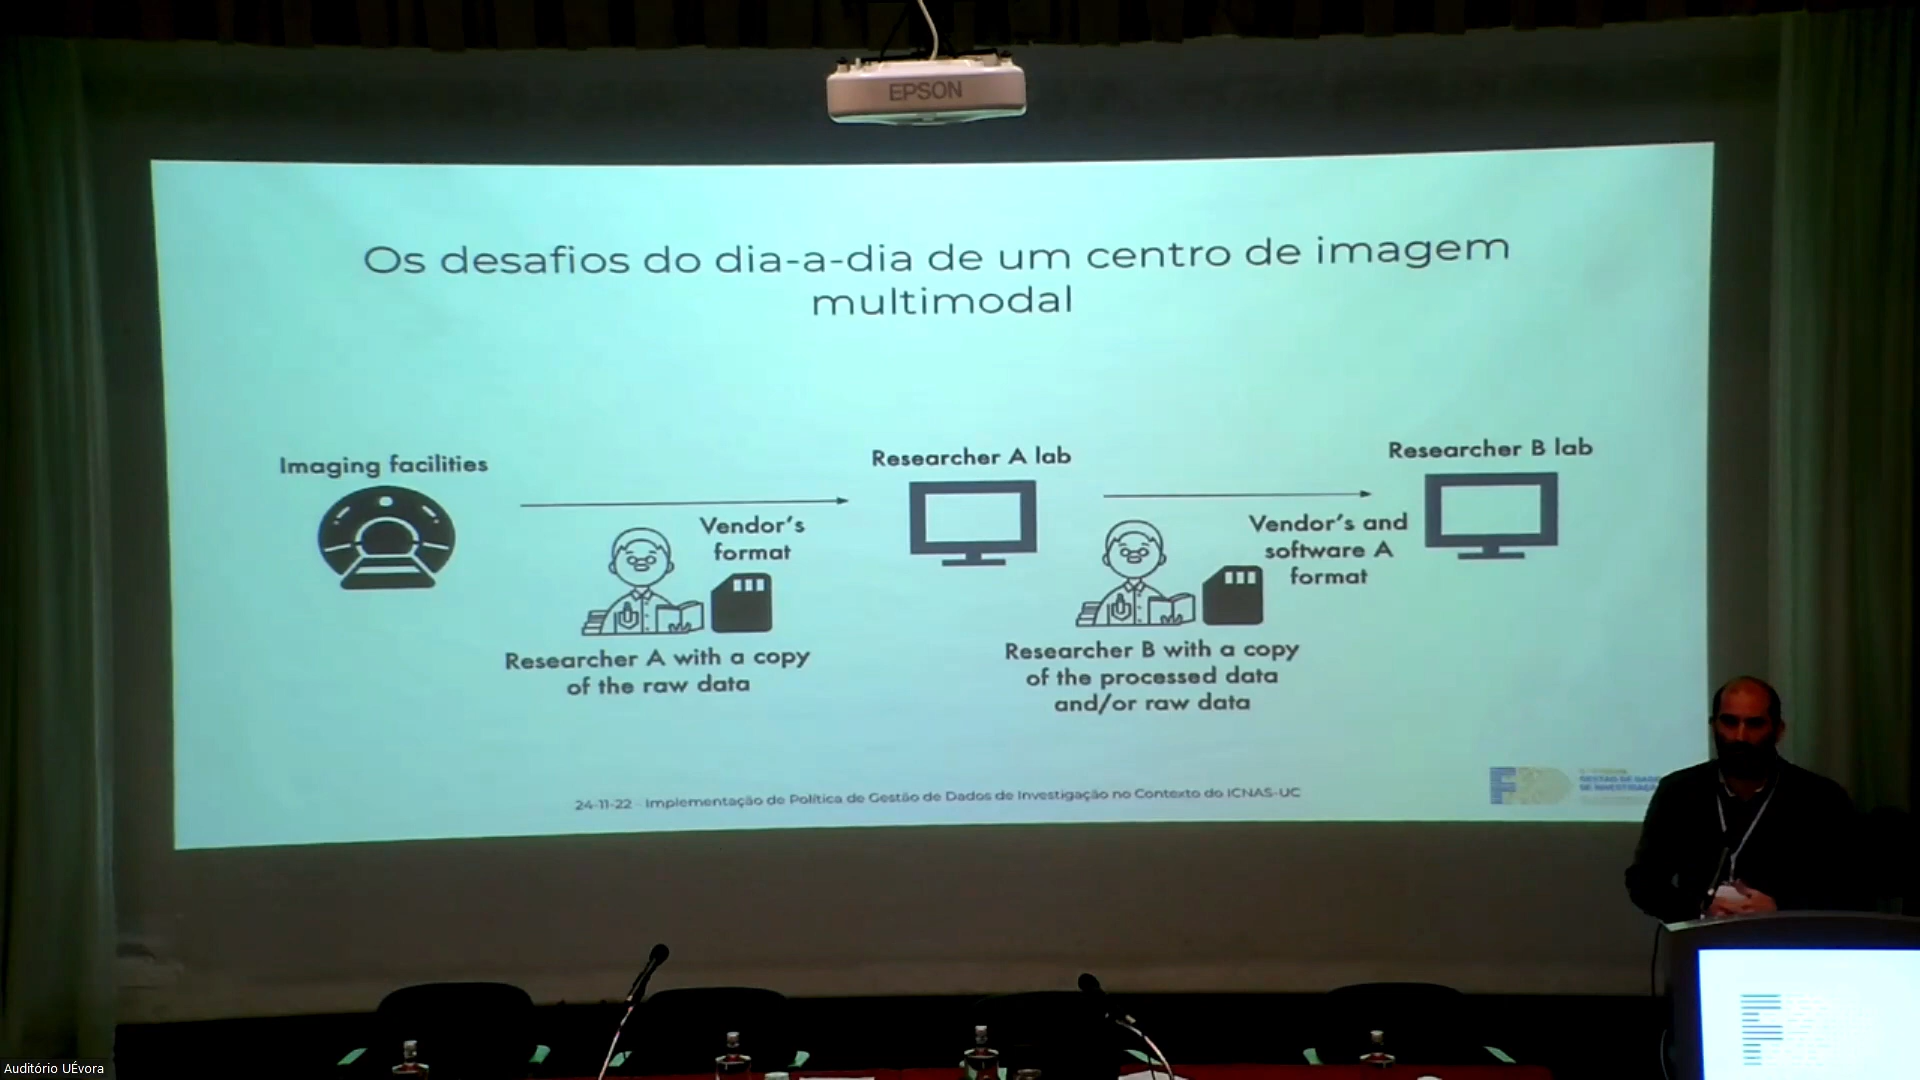 EPSON
Os desafios do dia-a-dia de um centro de imagem
multimodal
Imaging facilities
Vendor's
format
Researcher A with a copy
of the raw data
Researcher A lab
Vendor's and
software A
format
Researcher B with a copy
of the processed data
and/or raw data
Researcher B lab
24-11-22 - Implementação de Política de Gestão de Dados de Investigação no Contexto do ICNAS-UC
Auditório UÉvora